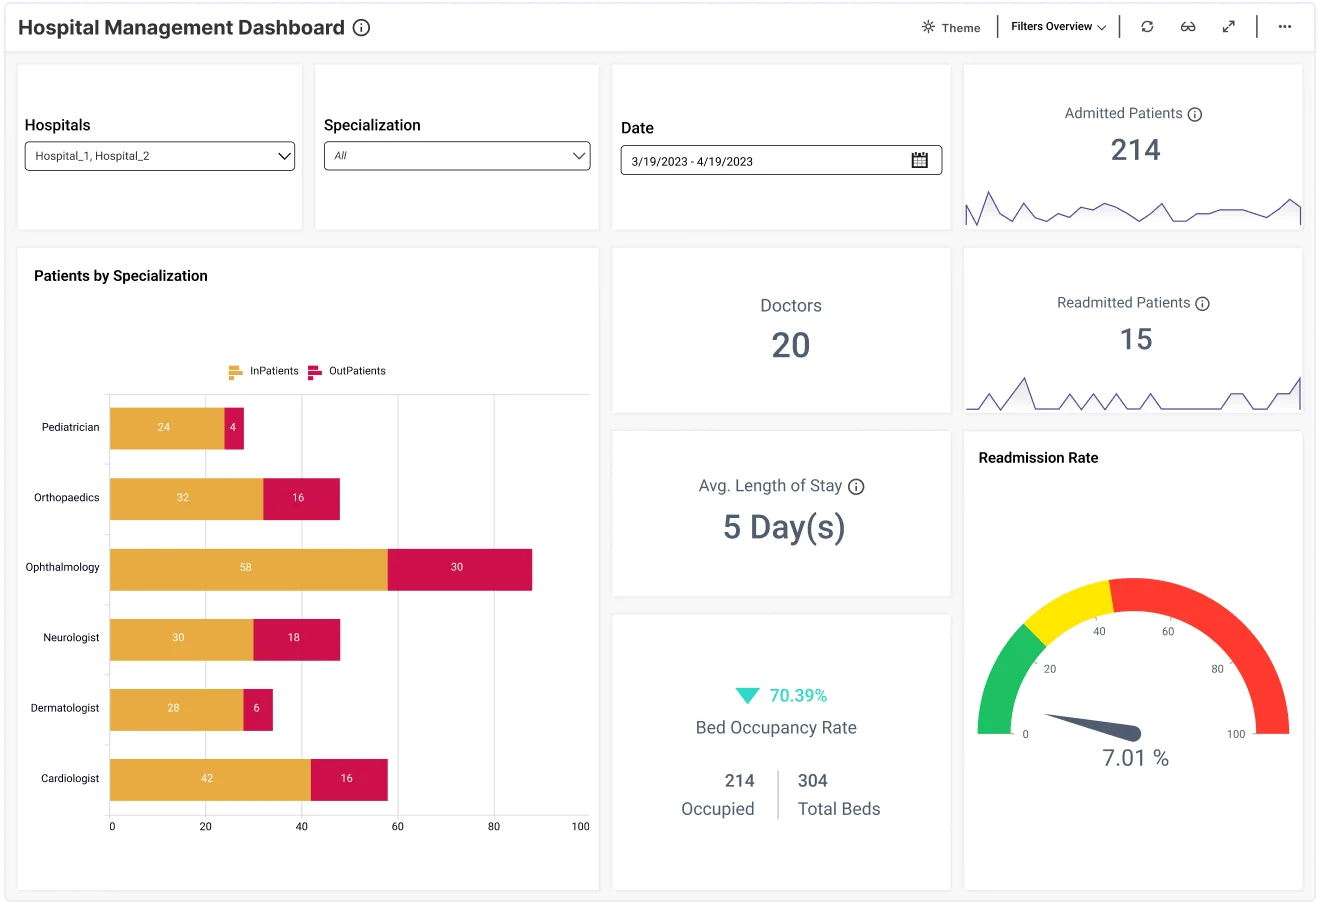 Hospital Management Dashboard
Theme
Filters Overview
Hospitals
Hospital_1, Hospital_2
Specialization
All
Date
3/19/2023 - 4/19/2023
Admitted Patients
214
Patients by Specialization
InPatients OutPatients
Pediatrician 24 4
Orthopaedics 32 16
Ophthalmology 58 30
Neurologist 30 18
Dermatologist 28 6
Cardiologist 42 16
0 20 40 60 80 100
Doctors
20
Readmitted Patients
15
Avg. Length of Stay
5 Day(s)
70.39%
Bed Occupancy Rate
214 304
Occupied Total Beds
Readmission Rate
40 60
20 80
0 100
7.01 %